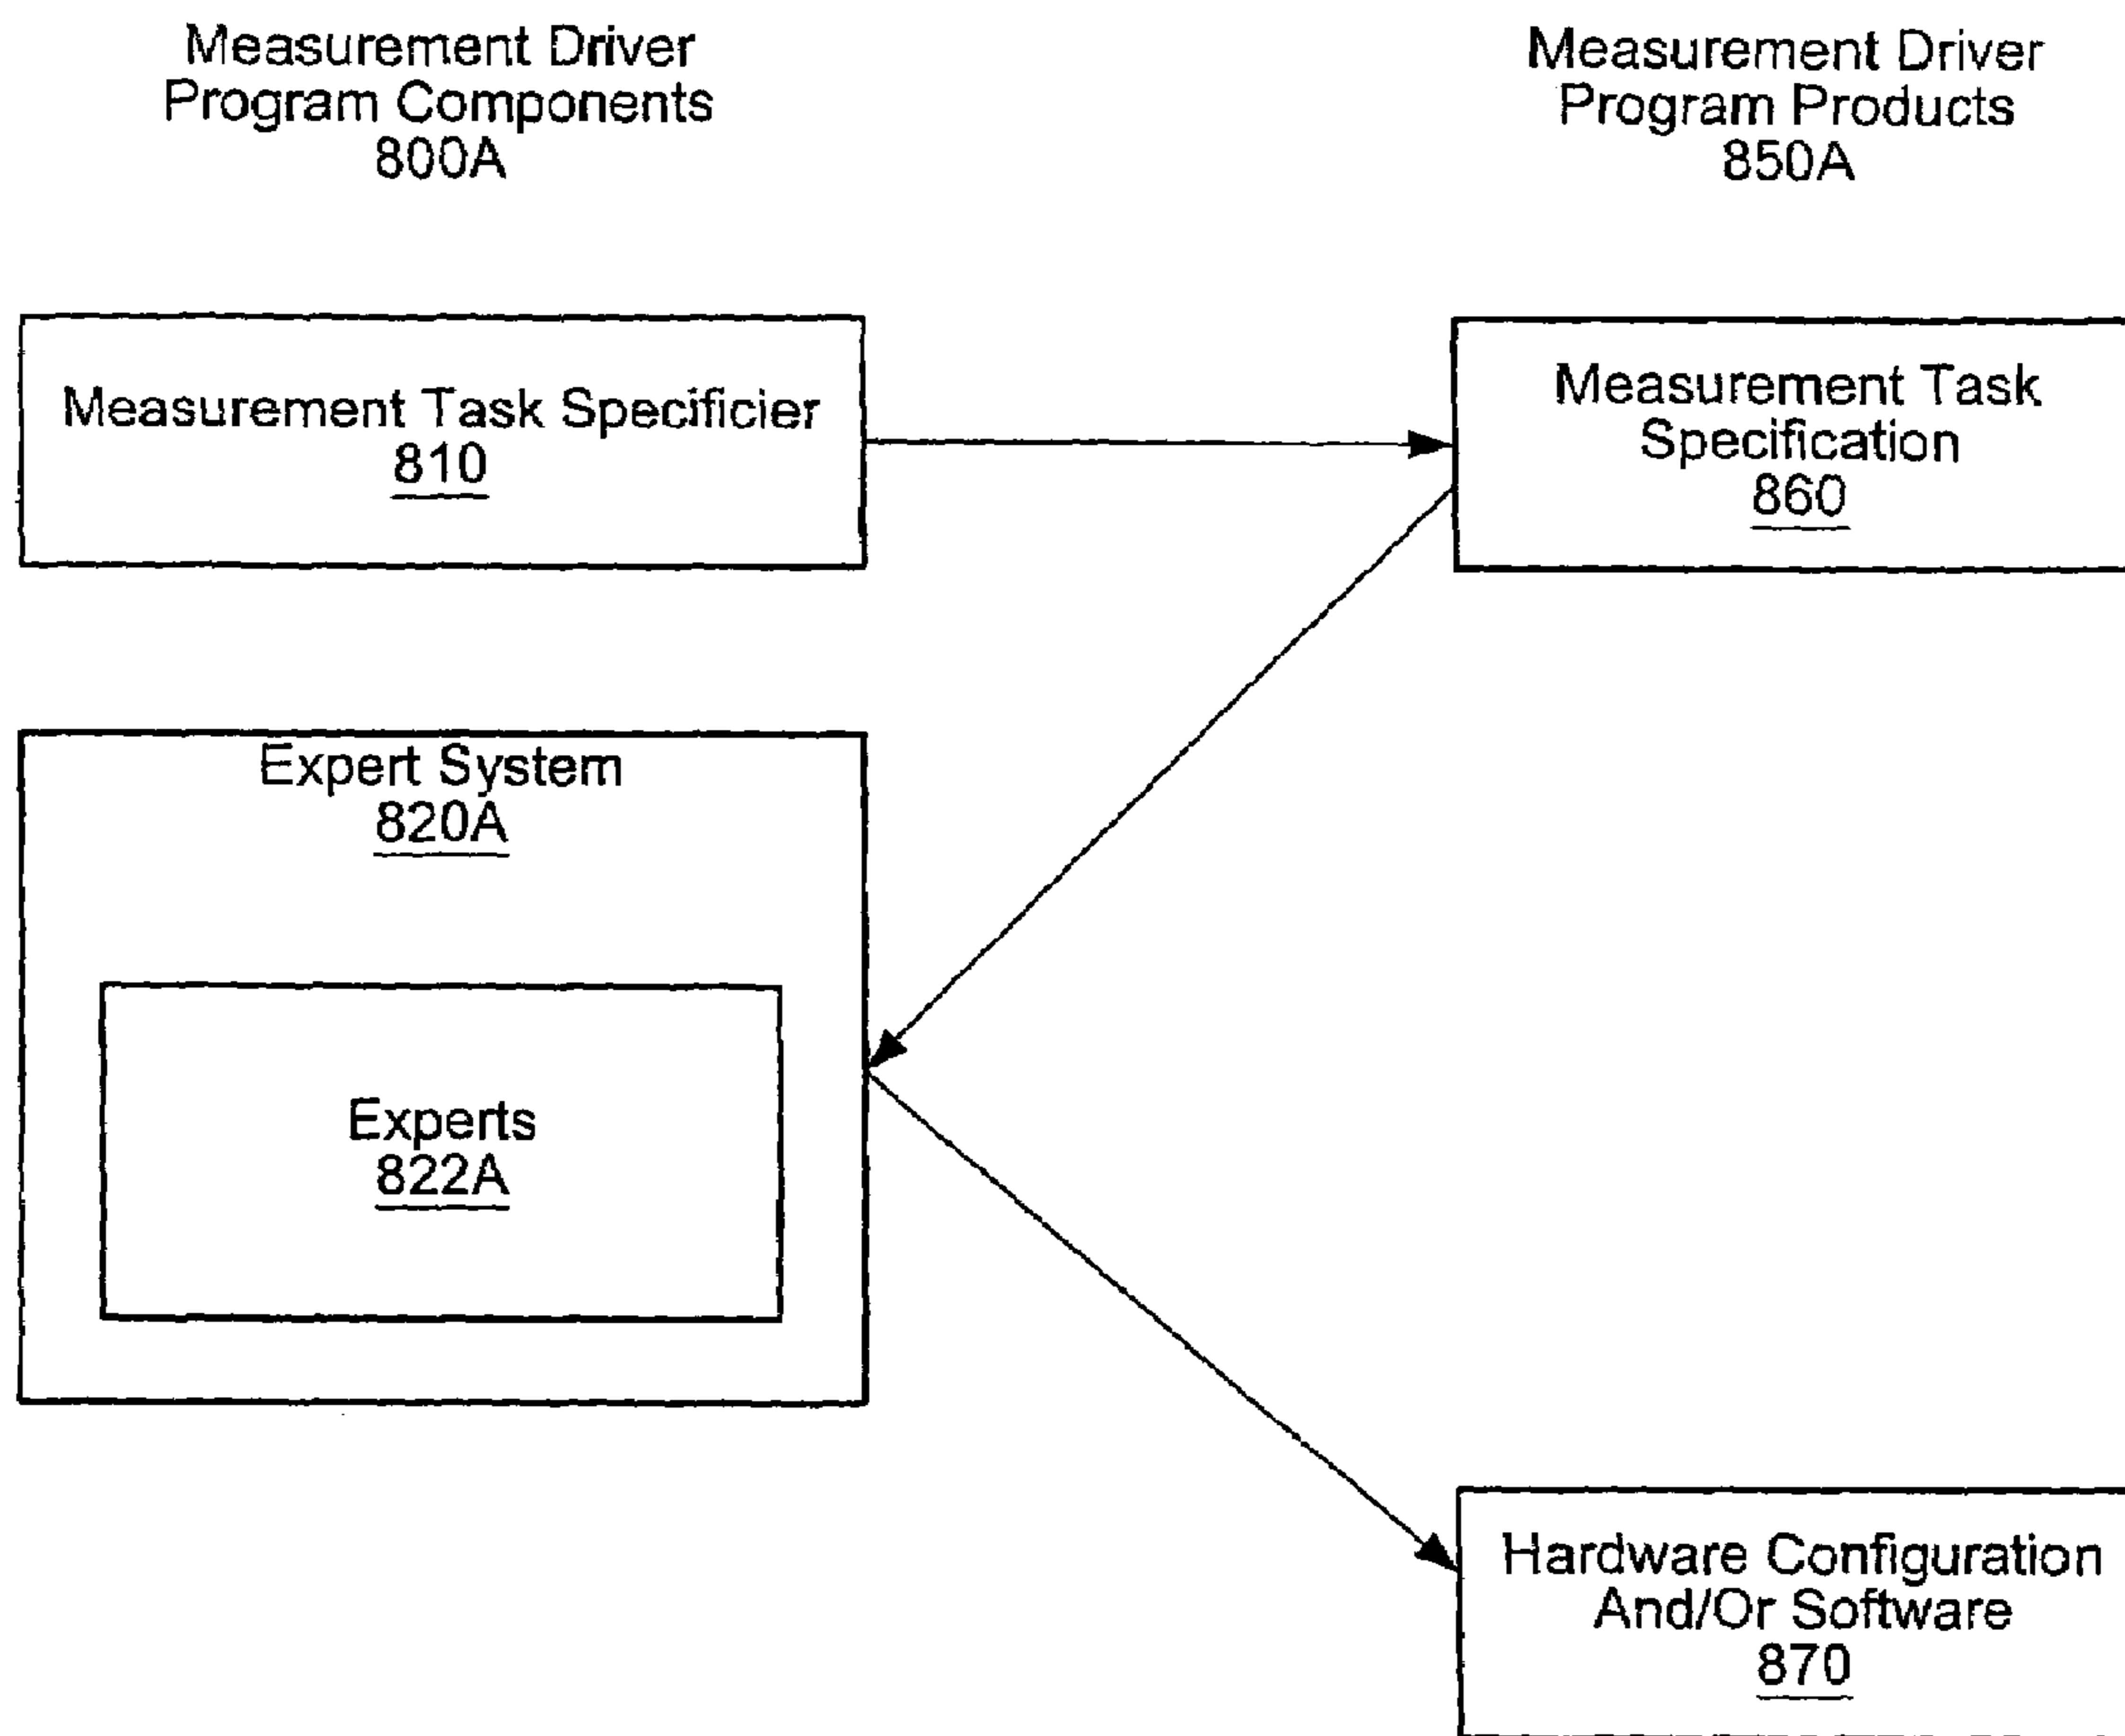 Measurement Driver
Program Components
800A
Measurement Driver
Program Products
850A
Measurement Task Specificier
810
Measurement Task
Specification
860
Expert System
820A
Experts
822A
Hardware Configuration
And/Or Software
870